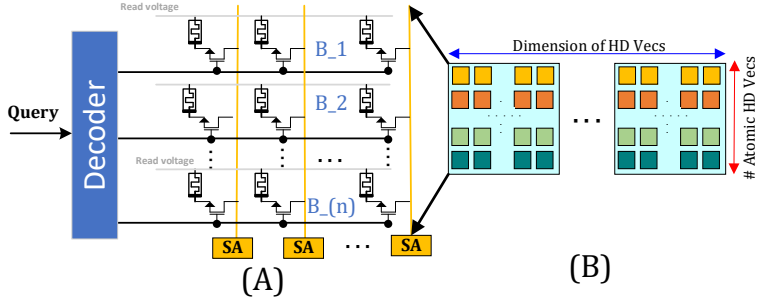 Read voltage
B_1
Dimension of HD Vecs
Query
Decoder
B_2
# Atomic HD Vecs
Read voltage
B_(n)
SA
SA
SA
(A)
(B)